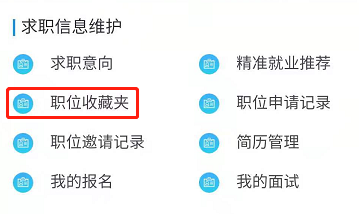 求职信息维护
求职意向
精准就业推荐
职位收藏夹
职位申请记录
职位邀请记录
简历管理
我的报名
我的面试